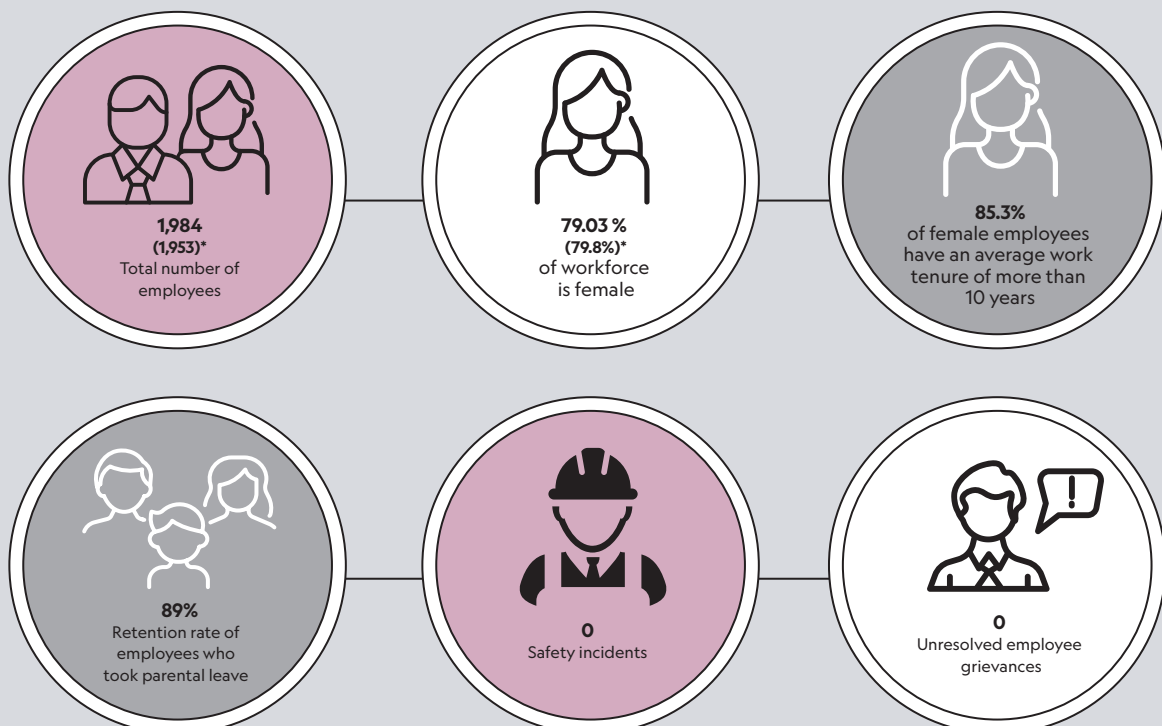 1,984
(1,953)*
Total number of
employees
79.03 %
(79.8%)*
of workforce
is female
85.3%
of female employees
have an average work
tenure of more than
10 years
89%
Retention rate of
employees who
took parental leave
0
Safety incidents
0
Unresolved employee
grievances